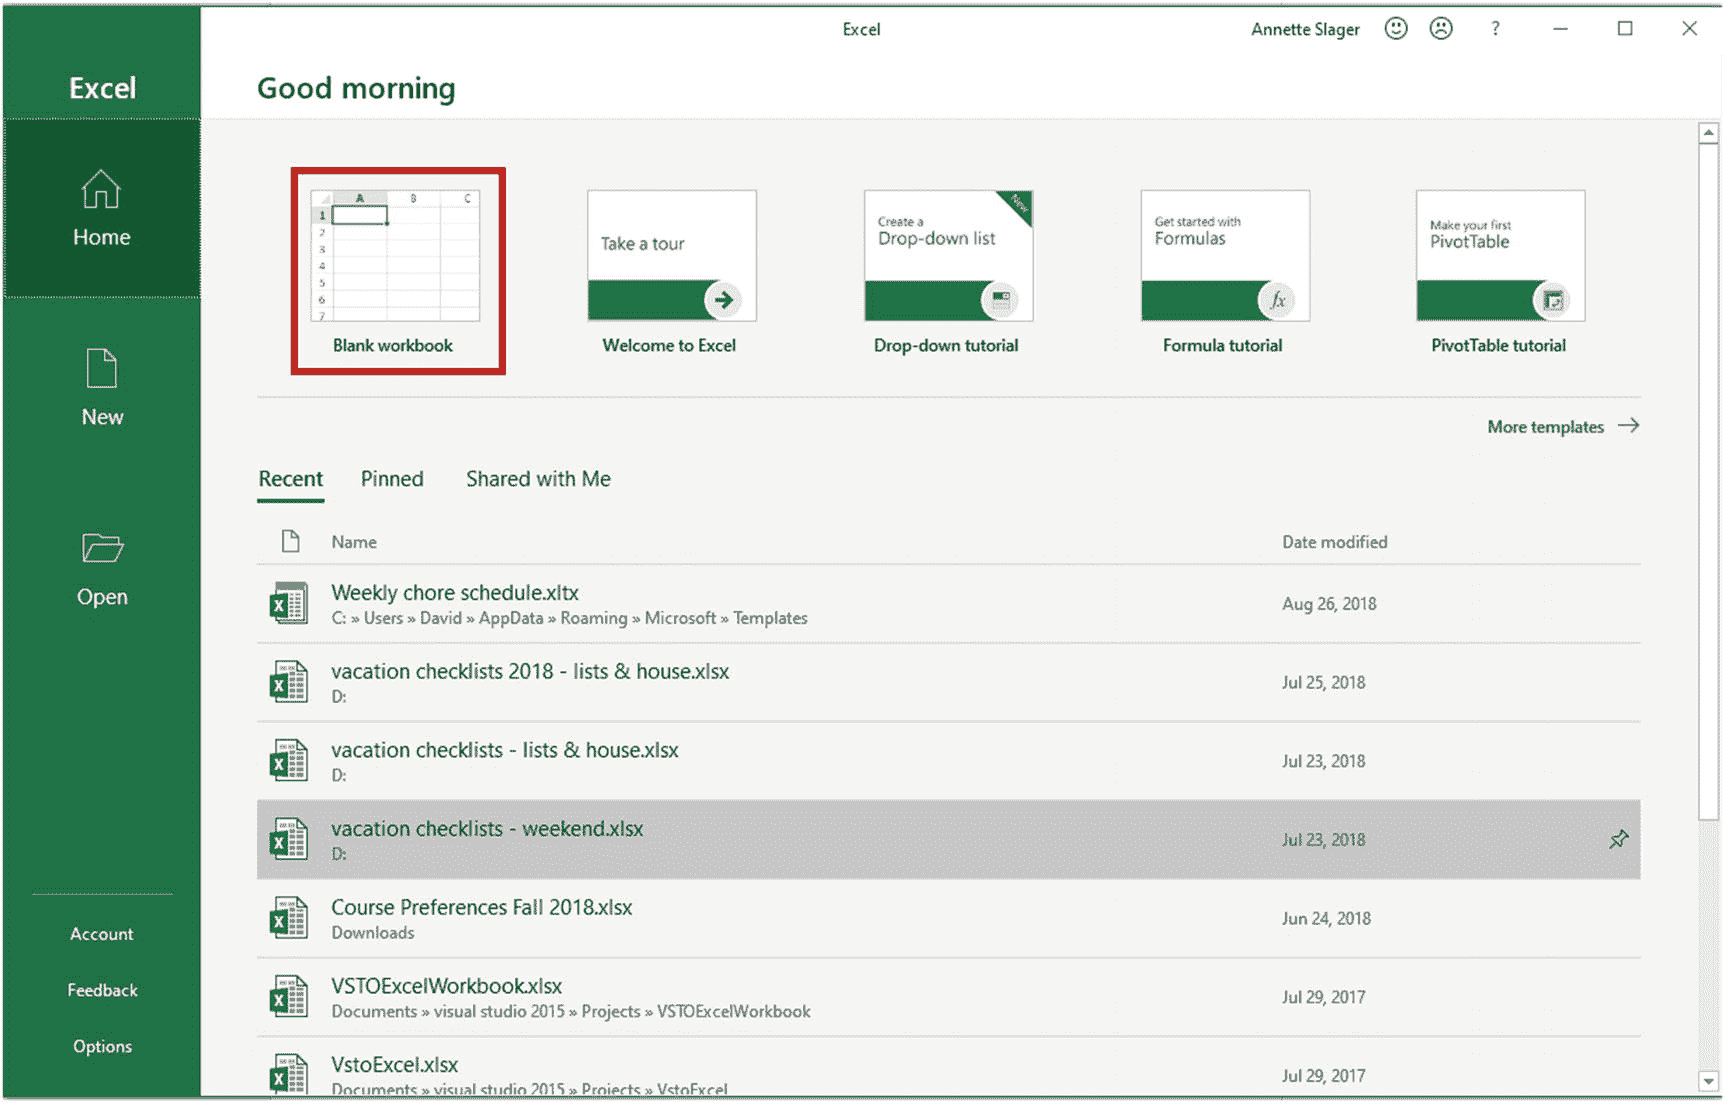 Excel
Annette Slager
?
Excel
Good morning
Home
New
Open
Account
Feedback
Options
A B C
1
2
3
4
5
6
7
Blank workbook
Take a tour
Welcome to Excel
New
Create a
Drop-down list
Drop-down tutorial
Get started with
Formulas
fx
Formula tutorial
Make your first
PivotTable
PivotTable tutorial
More templates
Recent Pinned Shared with Me
Name Date modified
Weekly chore schedule.xltx
C: » Users » David » AppData » Roaming » Microsoft » Templates
Aug 26, 2018
vacation checklists 2018 - lists & house.xlsx
D:
Jul 25, 2018
vacation checklists - lists & house.xlsx
D:
Jul 23, 2018
vacation checklists - weekend.xlsx
D:
Jul 23, 2018
Course Preferences Fall 2018.xlsx
Downloads
Jun 24, 2018
VSTOExcelWorkbook.xlsx
Documents » visual studio 2015 » Projects » VSTOExcelWorkbook
Jul 29, 2017
VstoExcel.xlsx
Documents » visual studio 2015 » Projects » VstoExcel
Jul 29, 2017